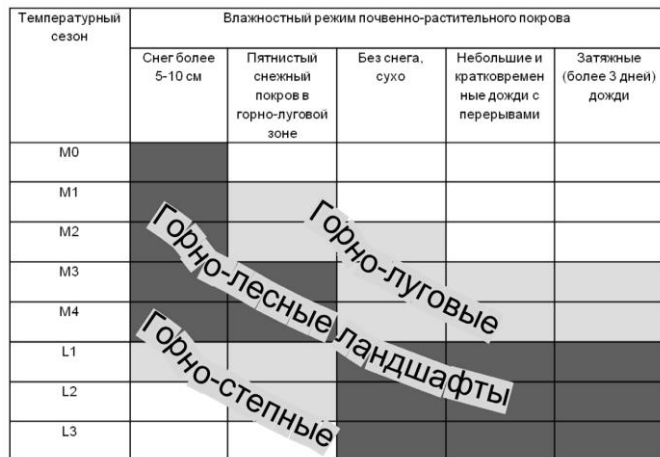 Температурный
сезон
Влажностный режим почвенно-растительного покрова
Снег более
5-10 см
Пятнистый
снежный
покров в
горно-луговой
зоне
Без снега,
сухо
Небольшие и
кратковремен
ные дожди с
перерывами
Затяжные
(более 3 дней)
дожди
M0
M1
M2
M3
M4
L1
L2
L3
Горно-луговые
Горно-лесные ландшафты
Горно-степные